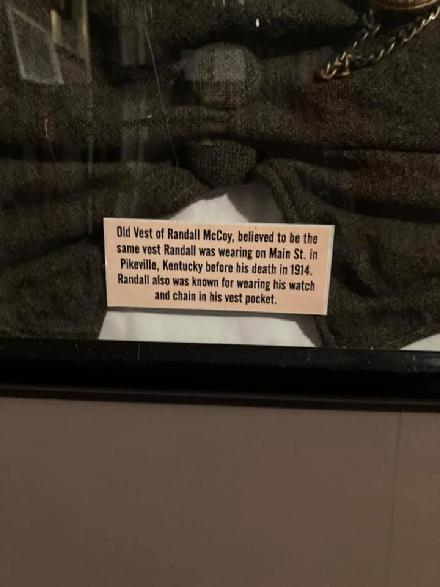 Old Vest of Randall McCoy, believed to be the
same vest Randall was wearing on Main St. in
Pikeville, Kentucky before his death in 1914.
Randall also was known for wearing his watch
and chain in his vest pocket.